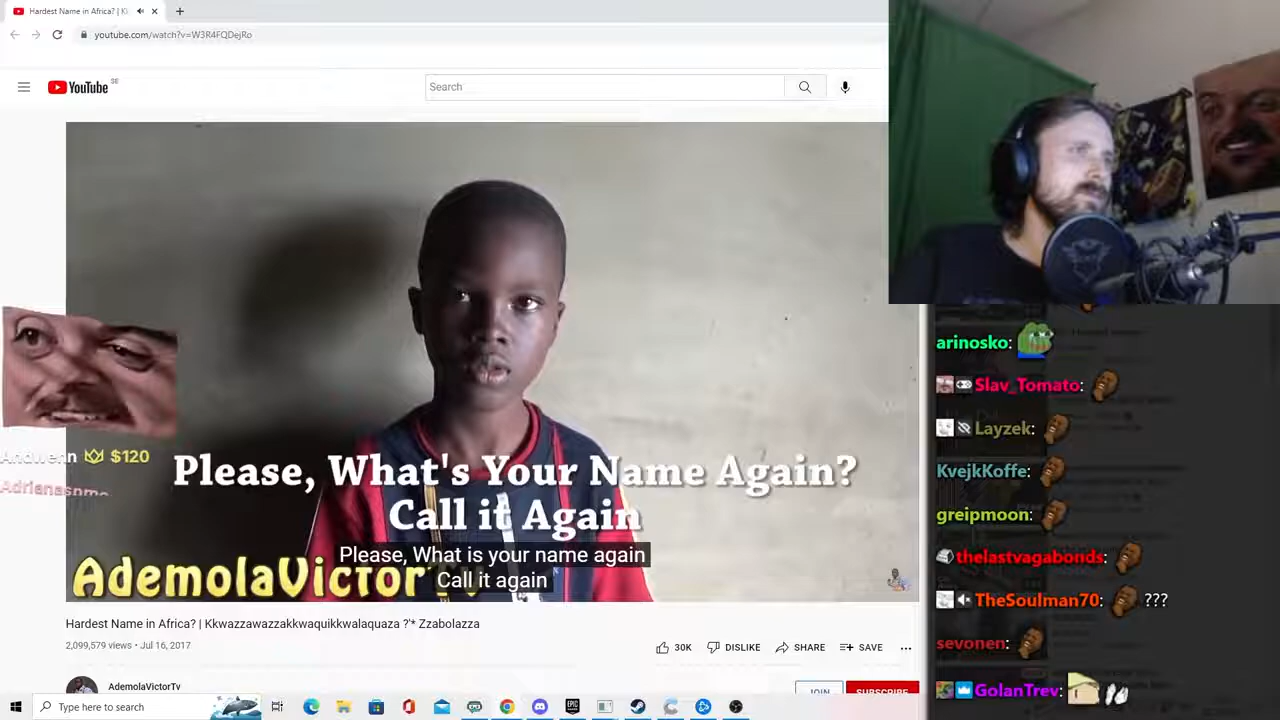 Hardest Name in Africa? | K
youtube.com/watch?v=W3R4FQDejRo
YouTube SE
Search
Please, What's Your Name Again?
Call it Again
Please, What is your name again
Call it again
AdemolaVictorTv
$120
Hardest Name in Africa? | Kkwazzawazzakkwaquikkwalaquaza ?'* Zzabolazza
2,099,579 views • Jul 16, 2017
30K
DISLIKE
SHARE
SAVE
AdemolaVictorTv
JOIN
SUBSCRIBE
arinosko:
Slav_Tomato:
Layzek:
KvejkKoffe:
greipmoon:
thelastvagabonds:
TheSoulman70: ???
sevonen:
GolanTrev:
Type here to search